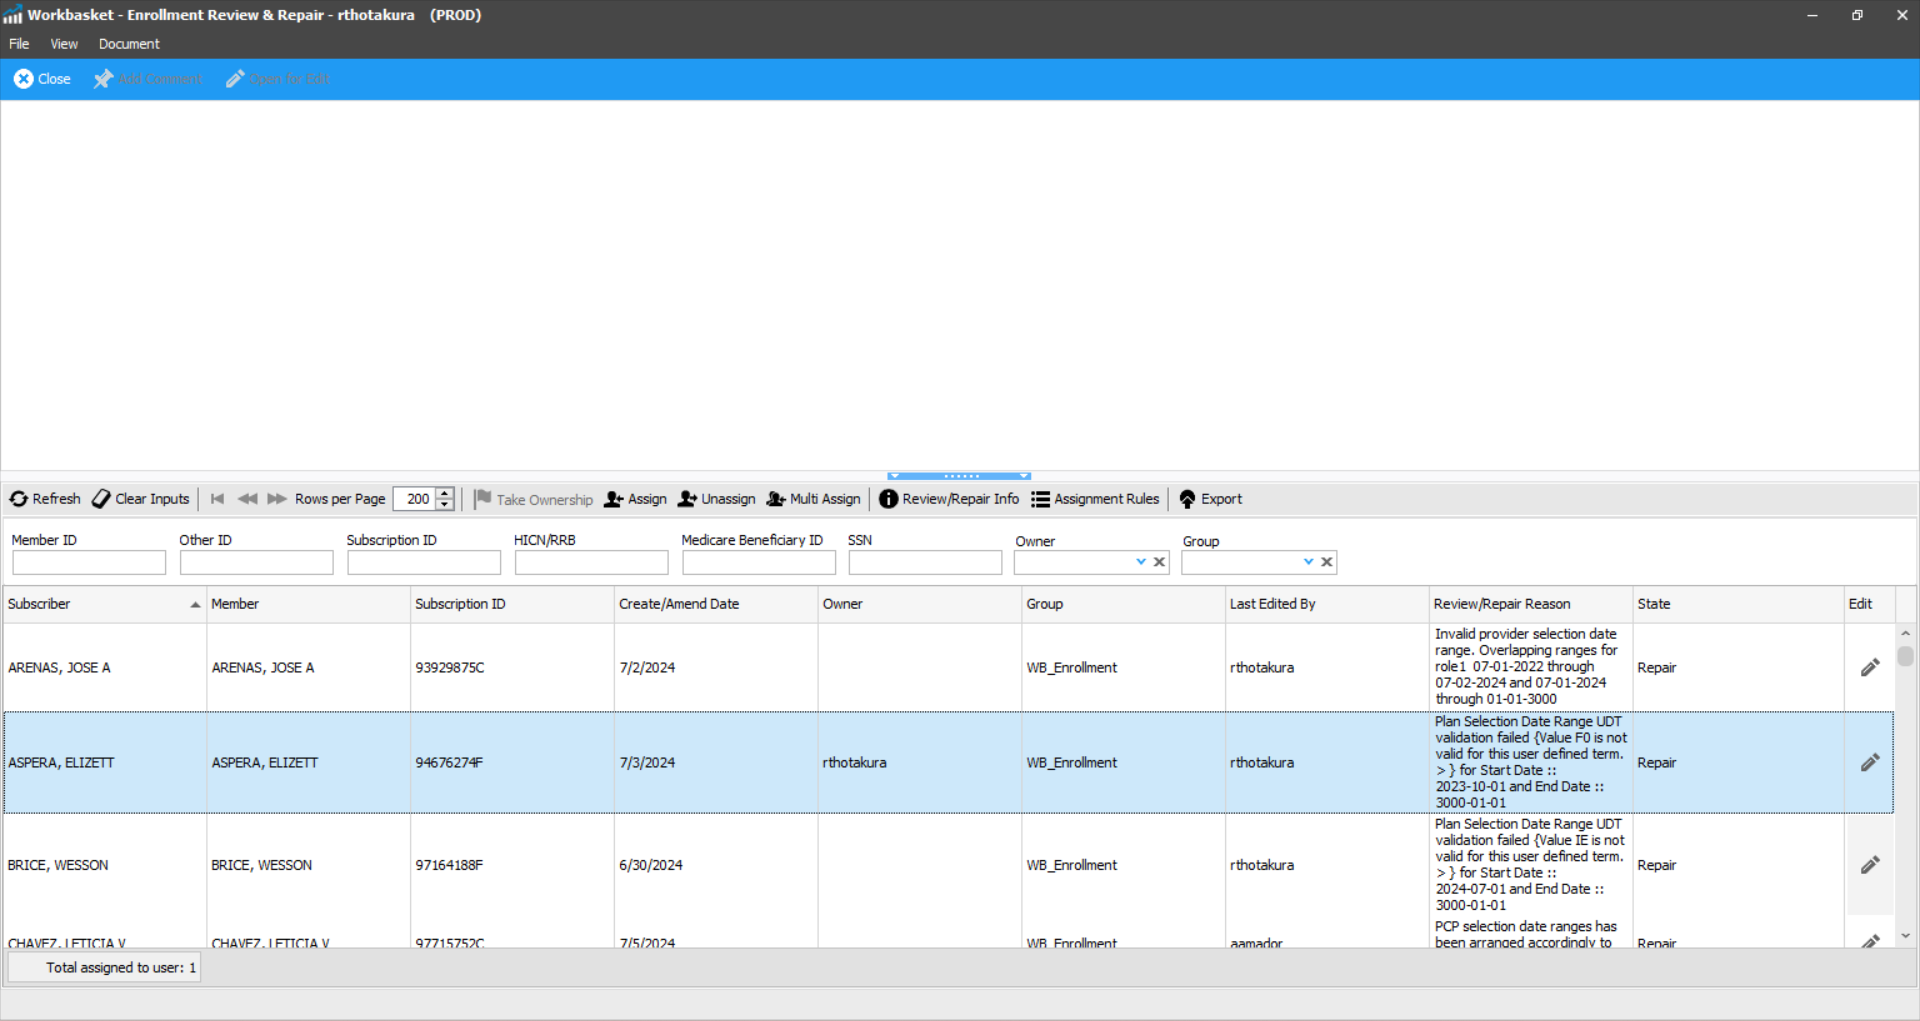 Workbasket - Enrollment Review & Repair - rthotakura (PROD)
File View Document
Close Add Comment Open for Edit
Refresh Clear Inputs Rows per Page 200 Take Ownership Assign Unassign Multi Assign Review/Repair Info Assignment Rules Export
Member ID Other ID Subscription ID HICN/RRB Medicare Beneficiary ID SSN Owner Group
Subscriber Member Subscription ID Create/Amend Date Owner Group Last Edited By Review/Repair Reason State Edit
ARENAS, JOSE A ARENAS, JOSE A 93929875C 7/2/2024 WB_Enrollment rthotakura
Invalid provider selection date
range. Overlapping ranges for
role1 07-01-2022 through
07-02-2024 and 07-01-2024
through 01-01-3000
Repair
ASPERA, ELIZETT ASPERA, ELIZETT 94676274F 7/3/2024 rthotakura WB_Enrollment rthotakura
Plan Selection Date Range UDT
validation failed {Value F0 is not
valid for this user defined term.
> } for Start Date ::
2023-10-01 and End Date ::
3000-01-01
Repair
BRICE, WESSON BRICE, WESSON 97164188F 6/30/2024 WB_Enrollment rthotakura
Plan Selection Date Range UDT
validation failed {Value IE is not
valid for this user defined term.
> } for Start Date ::
2024-07-01 and End Date ::
3000-01-01
Repair
CHAVEZ, LETICIA V CHAVEZ, LETICIA V 97715752C 7/5/2024 WB_Enrollment aamador
PCP selection date ranges has
been arranged accordingly to
Repair
Total assigned to user: 1